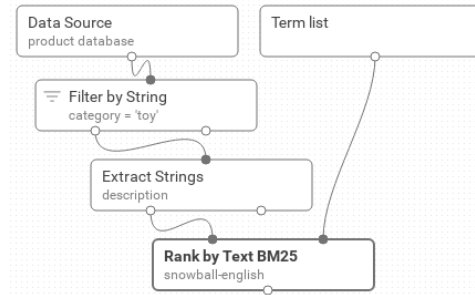 Data Source
product database
Term list
Filter by String
category = 'toy'
Extract Strings
description
Rank by Text BM25
snowball-english